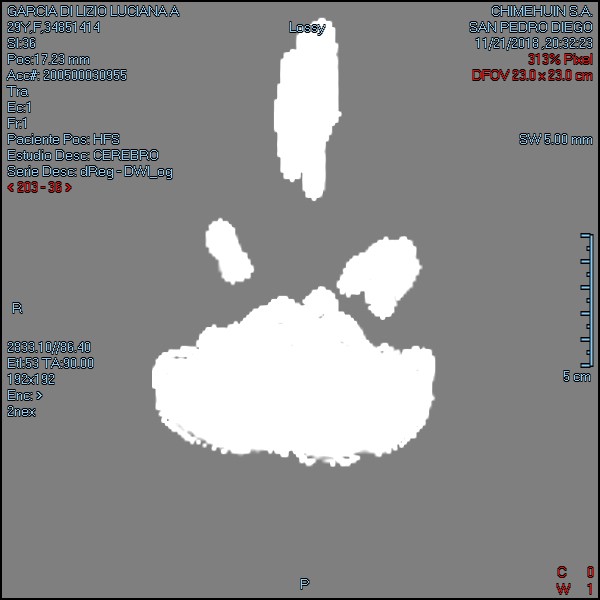 GARCIA DI LIZIO LUCIANA A
29Y,F,34851414
Sl:36
Pos:17.23 mm
Acc#: 200500030955
Tra
Ec:1
Fr:1
Paciente Pos: HFS
Estudio Desc: CEREBRO
Serie Desc: dReg - DWI_og
< 203 - 36 >
Lossy
CHIMEHUIN S.A.
SAN PEDRO DIEGO
11/21/2018 ,20:32:23
313% Pixel
DFOV 23.0 x 23.0 cm
SW 5.00 mm
R
2833.10//86.40
Etl:53 TA:90.00
192x192
Enc: >
2nex
5 cm
P
C 0
W 1